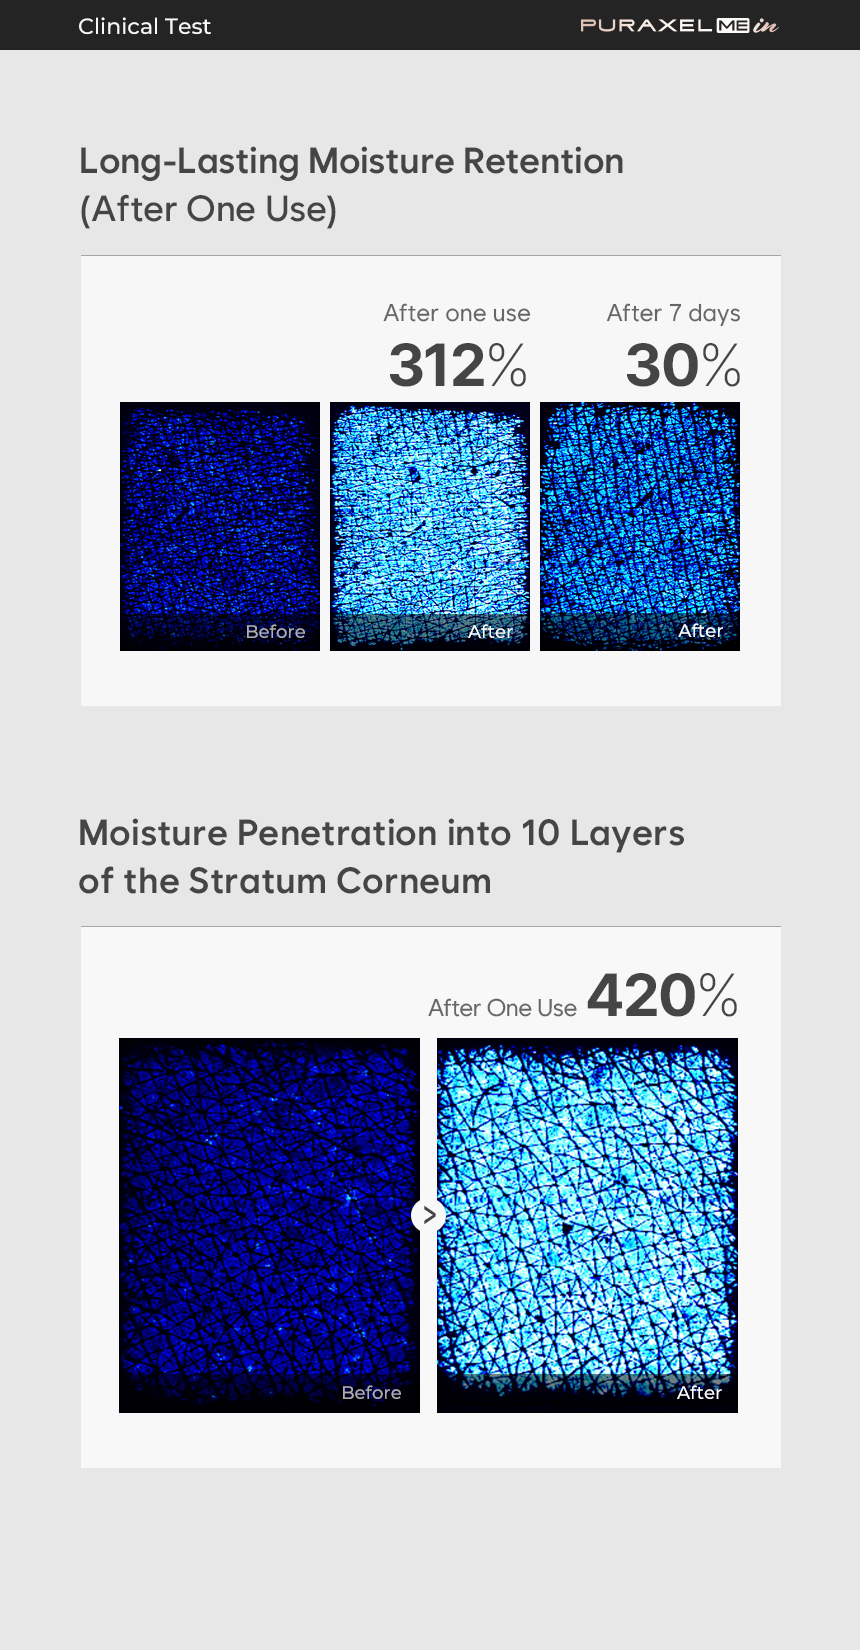 Clinical Test
PURAXEL ME in
Long-Lasting Moisture Retention
(After One Use)
After one use
312%
After 7 days
30%
Before
After
After
Moisture Penetration into 10 Layers
of the Stratum Corneum
After One Use 420%
>
Before
After